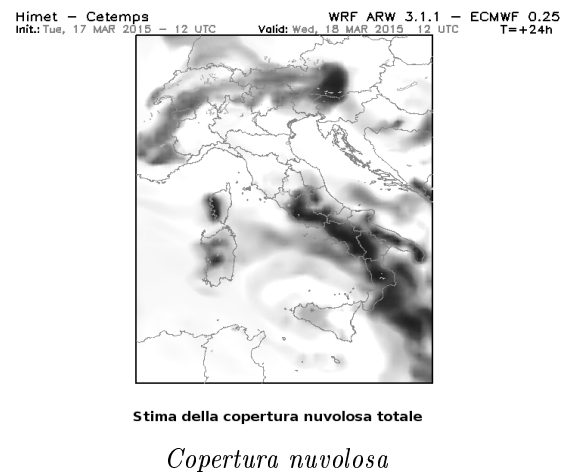 Himet – Cetemps WRF ARW 3.1.1 – ECMWF 0.25
Init.: Tue, 17 MAR 2015 – 12 UTC Valid: Wed, 18 MAR 2015 12 UTC T=+24h
Stima della copertura nuvolosa totale
Copertura nuvolosa